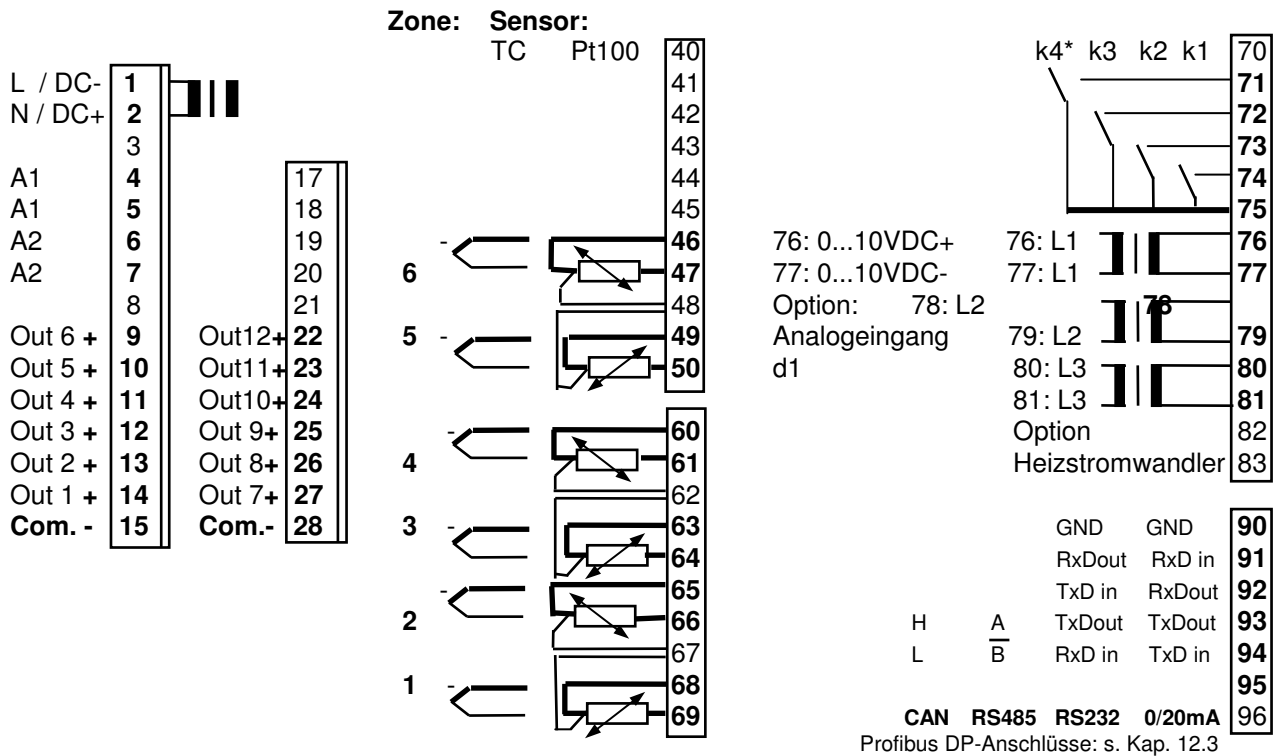 Zone: Sensor:
TC Pt100 40
41
42
43
44
45
- 46
6 47
48
5 - 49
50
- 60
4 61
62
3 - 63
64
- 65
2 66
67
1 - 68
69
L / DC- 1
N / DC+ 2
3
A1 4
A1 5
A2 6
A2 7
8
Out 6 + 9
Out 5 + 10
Out 4 + 11
Out 3 + 12
Out 2 + 13
Out 1 + 14
Com. - 15
17
18
19
20
21
Out12+ 22
Out11+ 23
Out10+ 24
Out 9+ 25
Out 8+ 26
Out 7+ 27
Com.- 28
k4* k3 k2 k1 70
71
72
73
74
75
76: 0...10VDC+ 76: L1 76
77: 0...10VDC- 77: L1 77
Option: 78: L2 78
Analogeingang 79: L2 79
d1 80: L3 80
81: L3 81
Option 82
Heizstromwandler 83
GND GND 90
RxDout RxD in 91
TxD in RxDout 92
H A TxDout TxDout 93
L B RxD in TxD in 94
95
CAN RS485 RS232 0/20mA 96
Profibus DP-Anschlüsse: s. Kap. 12.3